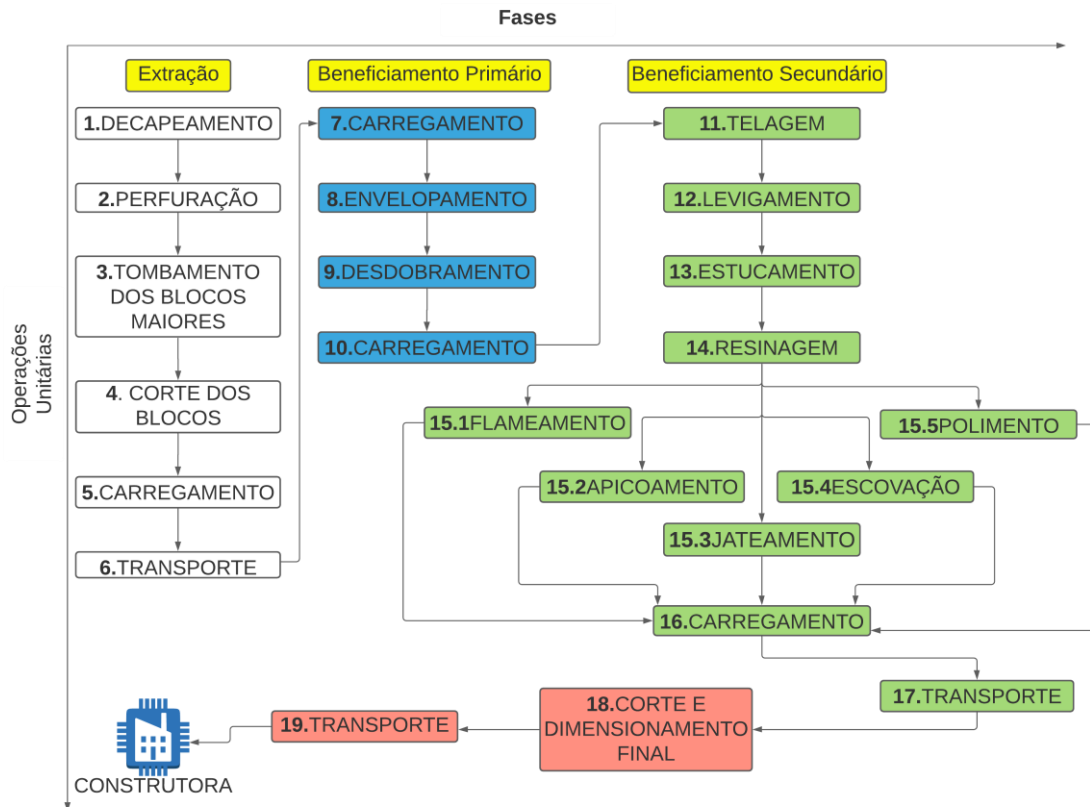 Fases
Extração
Beneficiamento Primário
Beneficiamento Secundário
Operações
Unitárias
1.DECAPEAMENTO
2.PERFURAÇÃO
3.TOMBAMENTO
DOS BLOCOS
MAIORES
4. CORTE DOS
BLOCOS
5.CARREGAMENTO
6.TRANSPORTE
7.CARREGAMENTO
8.ENVELOPAMENTO
9.DESDOBRAMENTO
10.CARREGAMENTO
11.TELAGEM
12.LEVIGAMENTO
13.ESTUCAMENTO
14.RESINAGEM
15.1FLAMEAMENTO
15.2APICOAMENTO
15.3JATEAMENTO
15.4ESCOVAÇÃO
15.5POLIMENTO
16.CARREGAMENTO
17.TRANSPORTE
18.CORTE E
DIMENSIONAMENTO
FINAL
19.TRANSPORTE
CONSTRUTORA